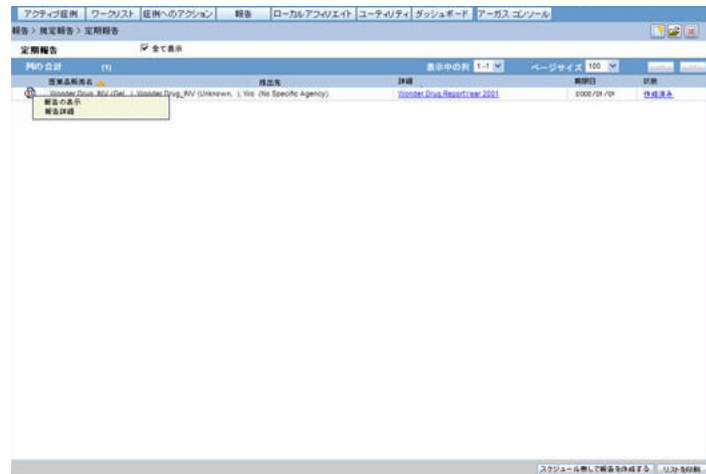 アクティブ症例 ワークリスト 症例へのアクション 報告 ローカルアフィリエイト ユーティリティ ダッシュボード アーガス コンソール
報告 > 規定報告 > 定期報告
定期報告 全て表示
列の合計 (1) 表示中の列 1-1 ページサイズ 100
医薬品販売名 提出先 詳細 期限日 状態
Wonder Drug_INV (Gel, ), Wonder Drug_INV (Unknown, ), Wo (No Specific Agency) Wonder Drug Report Year 2001 2002/01/01 作成済み
報告の表示
報告詳細
スケジュール無しで報告を作成する リストを印刷